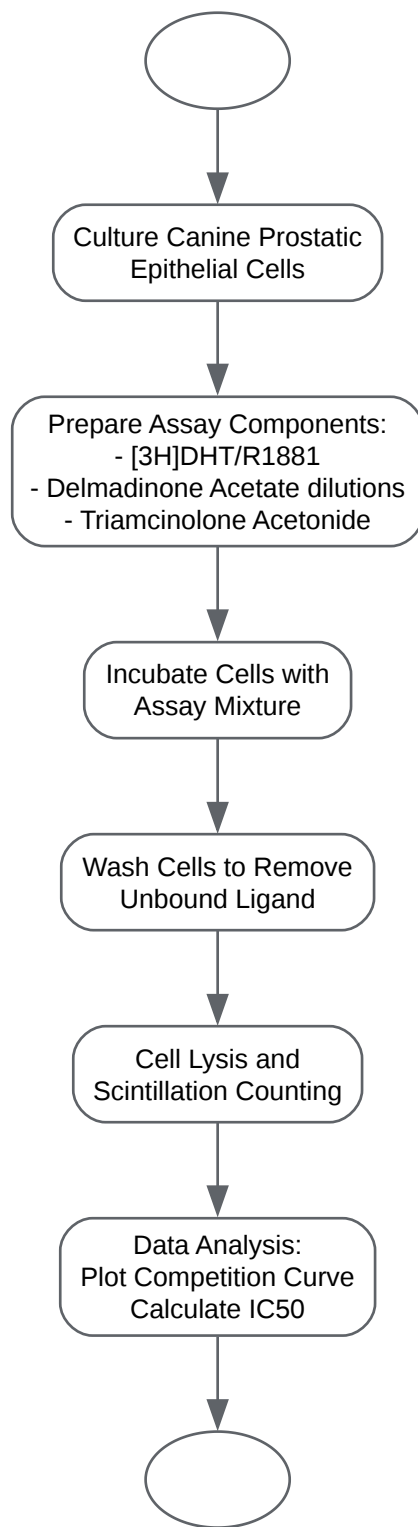 Culture Canine Prostatic
Epithelial Cells
Prepare Assay Components:
- [3H]DHT/R1881
- Delmadinone Acetate dilutions
- Triamcinolone Acetonide
Incubate Cells with
Assay Mixture
Wash Cells to Remove
Unbound Ligand
Cell Lysis and
Scintillation Counting
Data Analysis:
Plot Competition Curve
Calculate IC50